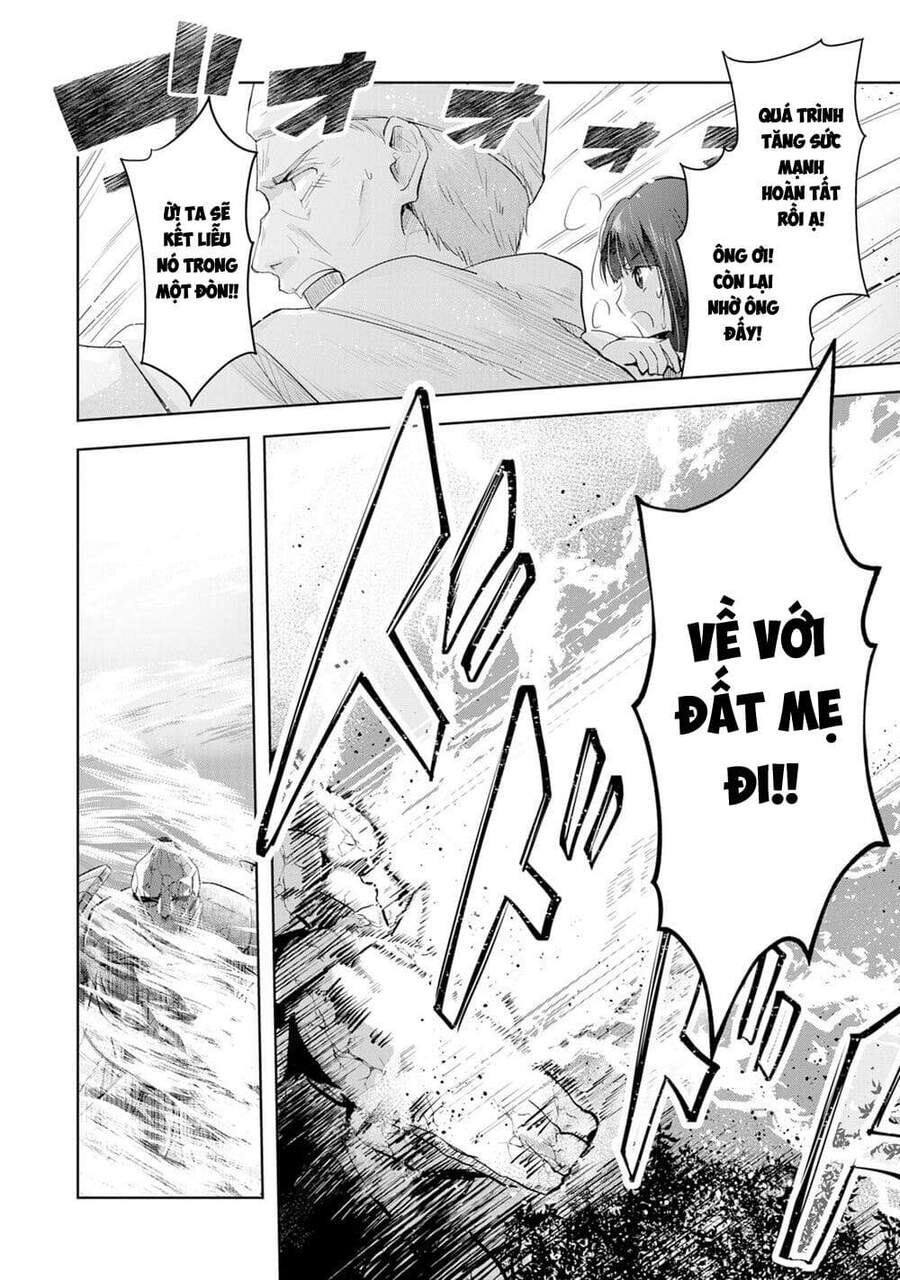 QUÁ TRÌNH
TĂNG SỨC
MẠNH
HOÀN TẤT
RỒI Ạ!
ÔNG ƠI!
CÒN LẠI
NHỜ ÔNG
ĐẤY!
Ừ! TA SẼ
KẾT LIỄU
NÓ TRONG
MỘT ĐÒN!!
VỀ VỚI
ĐẤT MẸ
ĐI!!